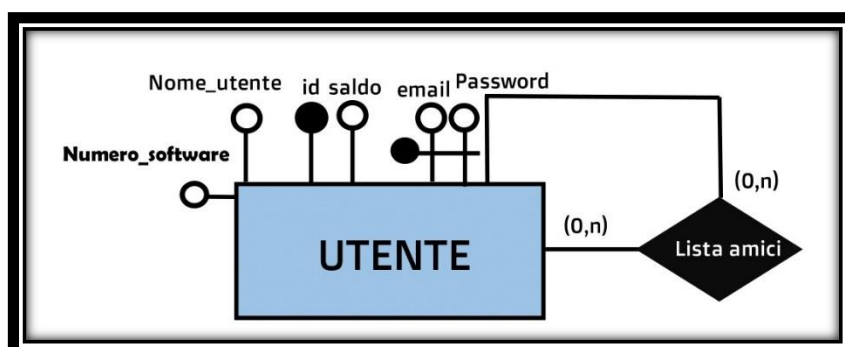 Nome_utente id saldo email Password
Numero_software
(0,n)
(0,n)
UTENTE
Lista amici